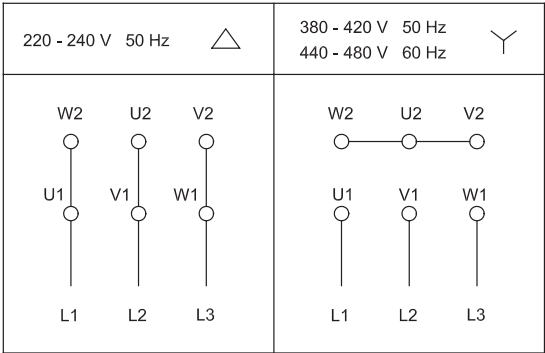 220 - 240 V 50 Hz
W2 U2 V2
U1 V1 W1
L1 L2 L3
380 - 420 V 50 Hz
440 - 480 V 60 Hz
W2 U2 V2
U1 V1 W1
L1 L2 L3